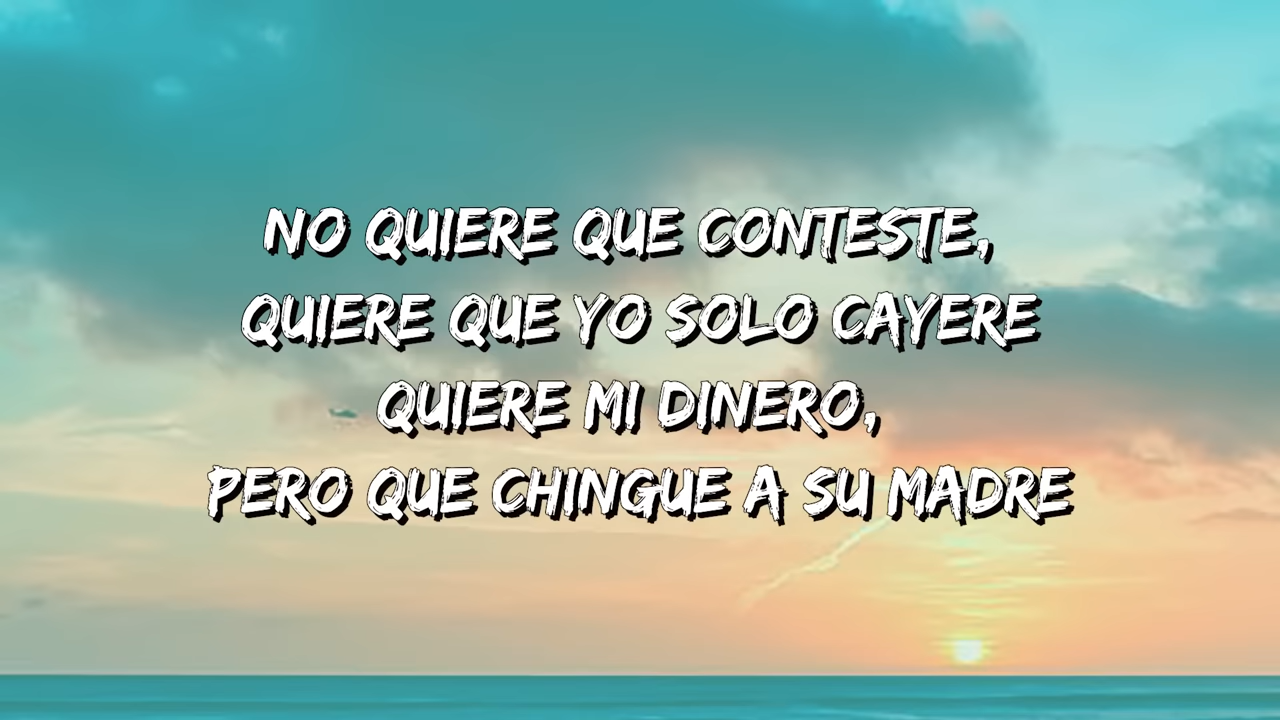 NO QUIERE QUE CONTESTE,
QUIERE QUE YO SOLO CAYERE
QUIERE MI DINERO,
PERO QUE CHINGUE A SU MADRE